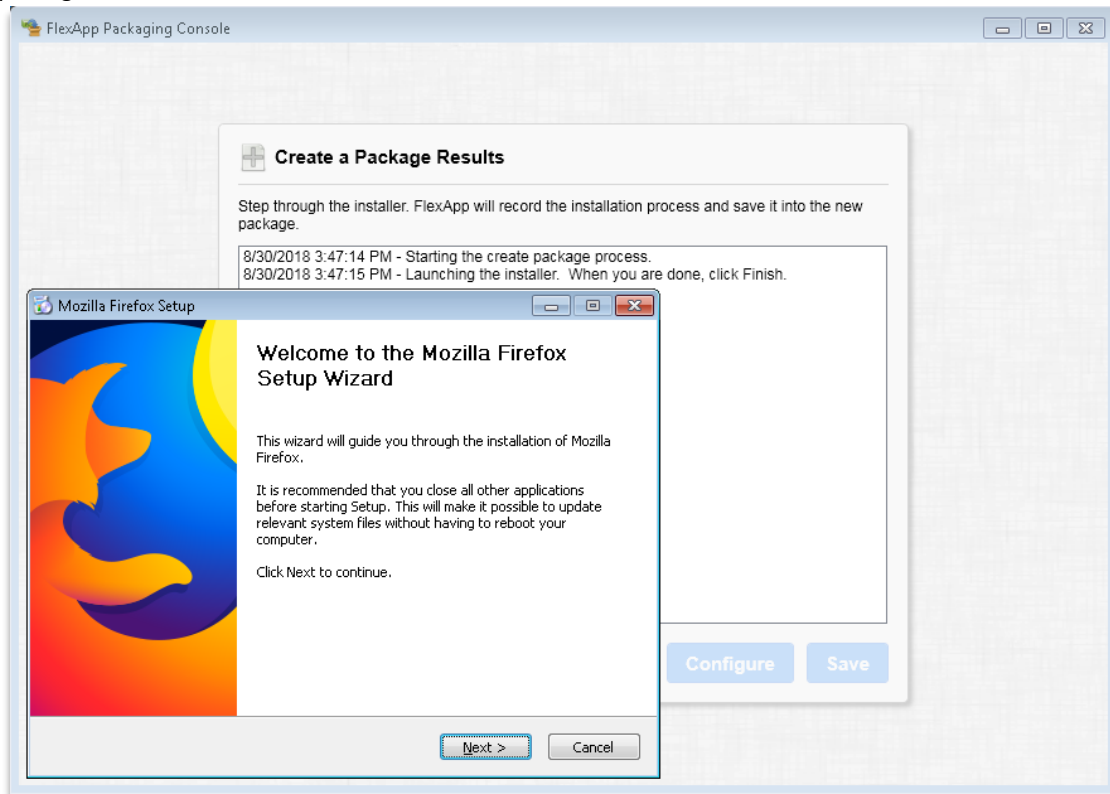 FlexApp Packaging Console
Create a Package Results
Step through the installer. FlexApp will record the installation process and save it into the new
package.
8/30/2018 3:47:14 PM - Starting the create package process.
8/30/2018 3:47:15 PM - Launching the installer.  When you are done, click Finish.
Mozilla Firefox Setup
Welcome to the Mozilla Firefox
Setup Wizard
This wizard will guide you through the installation of Mozilla
Firefox.
It is recommended that you close all other applications
before starting Setup. This will make it possible to update
relevant system files without having to reboot your
computer.
Click Next to continue.
Configure
Save
Next >
Cancel